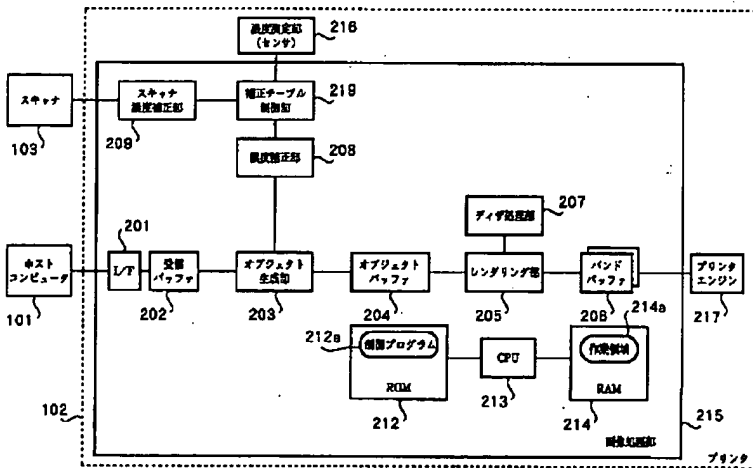 濃度測定部
(センサ)
216
スキャナ
103
スキャナ
濃度補正部
209
補正テーブル
制御部
219
濃度補正部
208
ディザ処理部
207
ホスト
コンピュータ
101
201
I/F
受信
バッファ
202
オブジェクト
生成部
203
オブジェクト
バッファ
204
レンダリング部
205
バンド
バッファ
206
プリンタ
エンジン
217
212a
制御プログラム
ROM
212
CPU
213
214a
作業領域
RAM
214
215
画像処理部
102
プリンタ